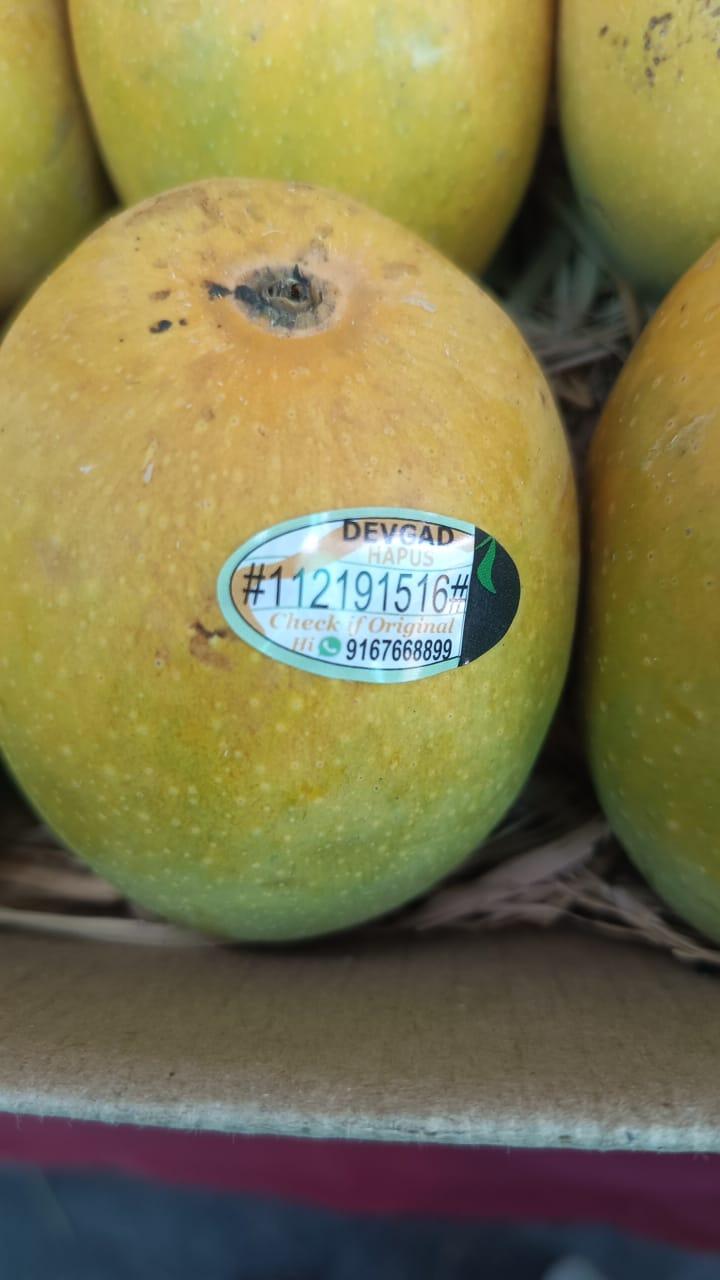 DEVGAD
HAPUS
#112191516#
Check if Original
Hi 9167668899